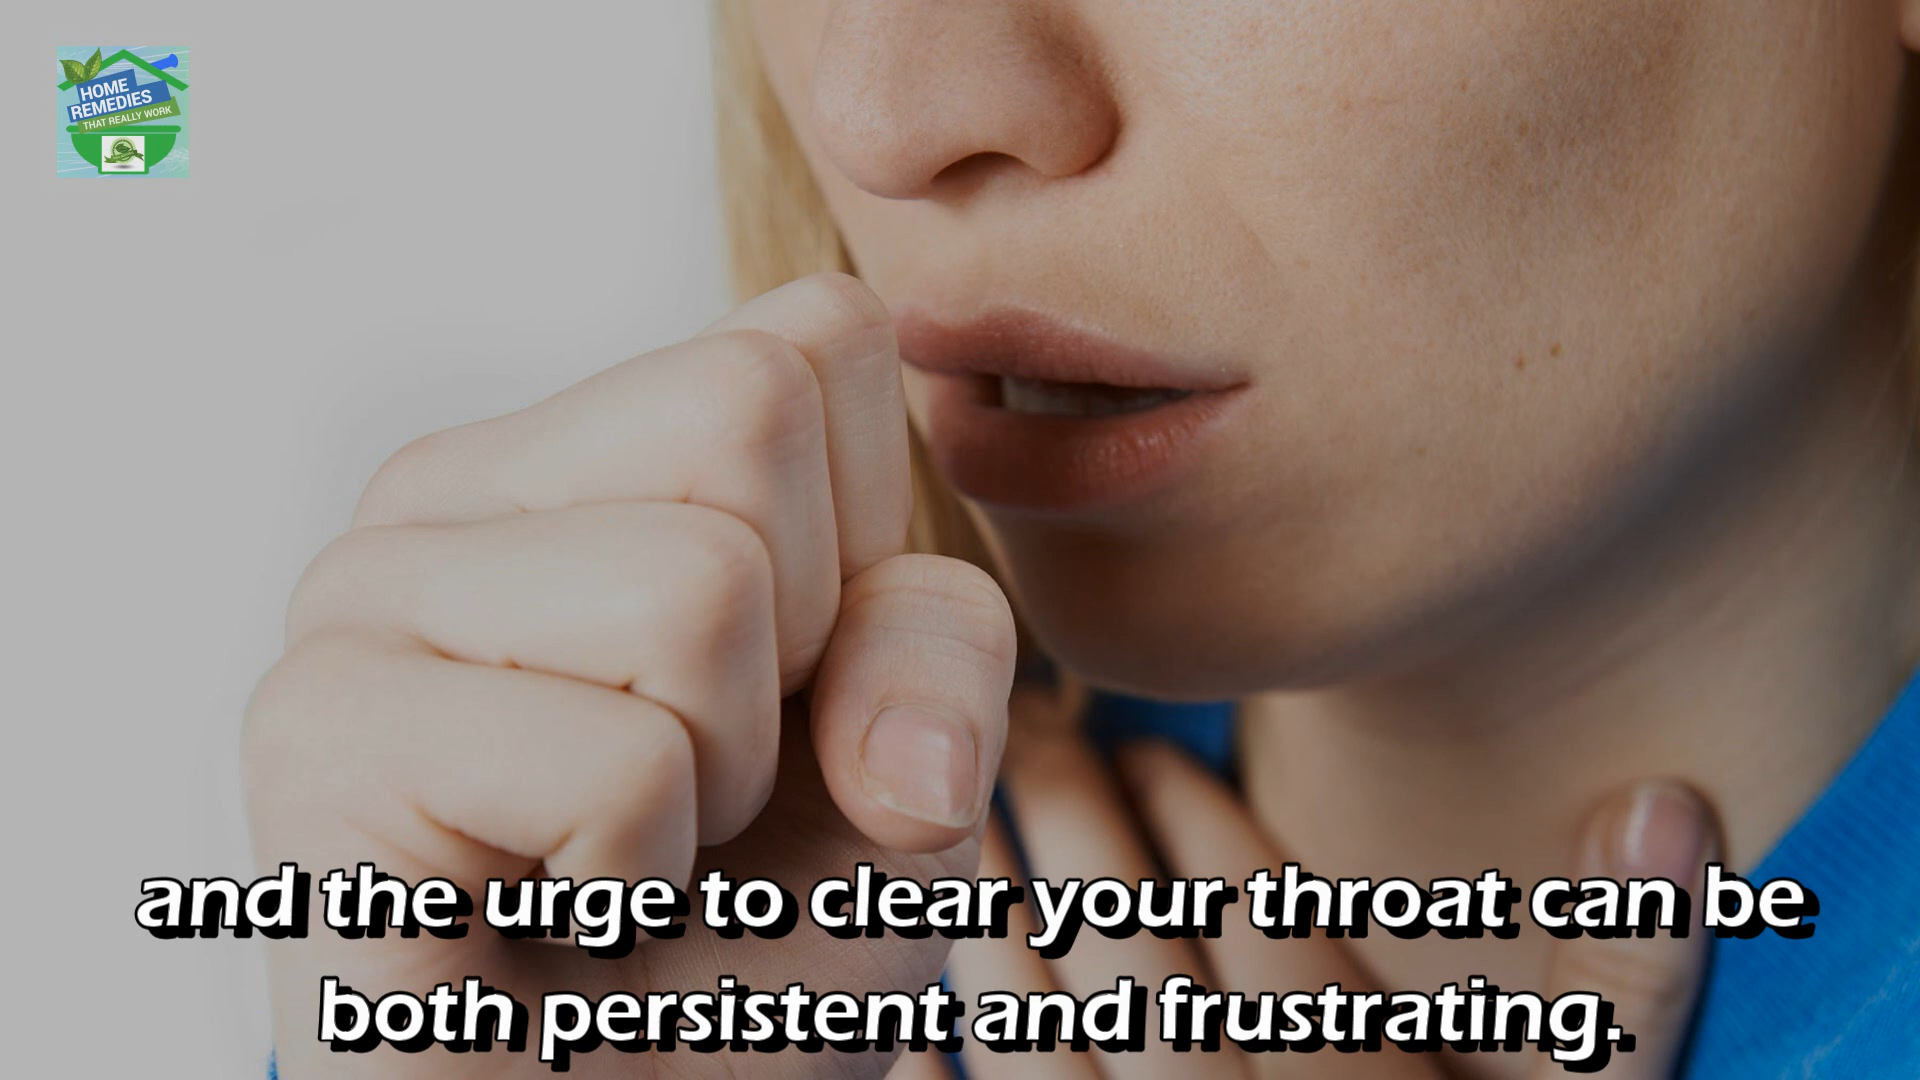 HOME
REMEDIES
THAT REALLY WORK
and the urge to clear your throat can be
both persistent and frustrating.